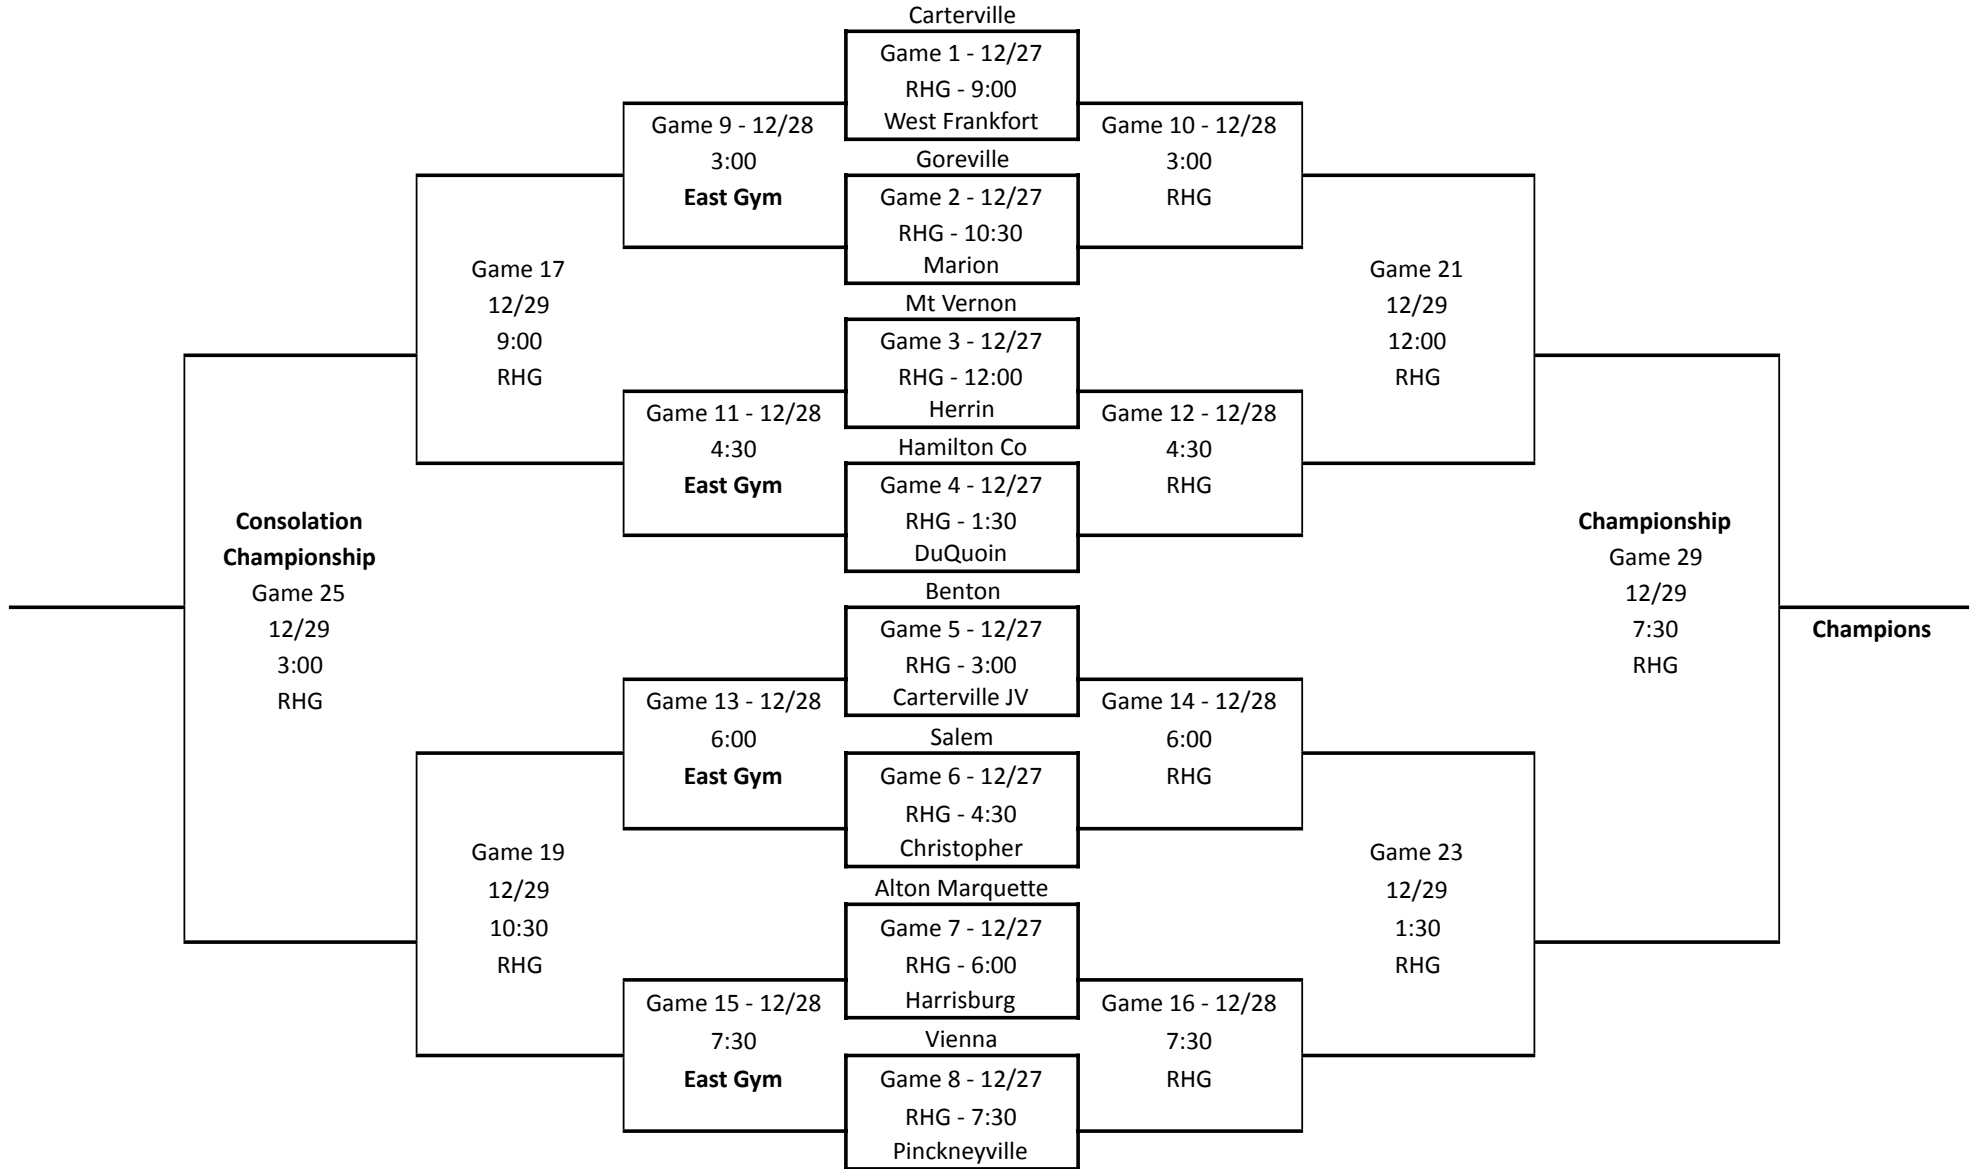 Carterville
Game 1 - 12/27
RHG - 9:00
West Frankfort
Goreville
Game 2 - 12/27
RHG - 10:30
Marion
Mt Vernon
Game 3 - 12/27
RHG - 12:00
Herrin
Hamilton Co
Game 4 - 12/27
RHG - 1:30
DuQuoin
Benton
Game 5 - 12/27
RHG - 3:00
Carterville JV
Salem
Game 6 - 12/27
RHG - 4:30
Christopher
Alton Marquette
Game 7 - 12/27
RHG - 6:00
Harrisburg
Vienna
Game 8 - 12/27
RHG - 7:30
Pinckneyville
Game 9 - 12/28
3:00
East Gym
Game 11 - 12/28
4:30
East Gym
Game 13 - 12/28
6:00
East Gym
Game 15 - 12/28
7:30
East Gym
Game 17
12/29
9:00
RHG
Game 19
12/29
10:30
RHG
Consolation
Championship
Game 25
12/29
3:00
RHG
Game 10 - 12/28
3:00
RHG
Game 12 - 12/28
4:30
RHG
Game 14 - 12/28
6:00
RHG
Game 16 - 12/28
7:30
RHG
Game 21
12/29
12:00
RHG
Game 23
12/29
1:30
RHG
Championship
Game 29
12/29
7:30
RHG
Champions